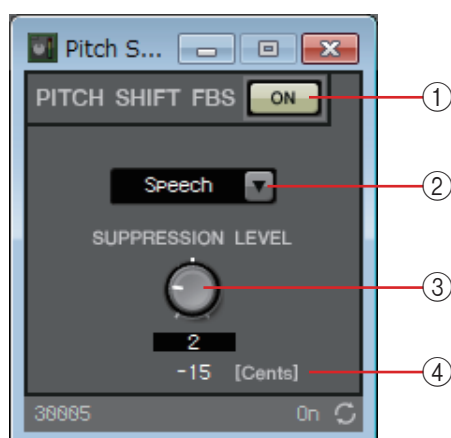 Pitch S...
PITCH SHIFT FBS ON
1
Speech
2
SUPPRESSION LEVEL
3
2
-15 [Cents]
4
30005 On